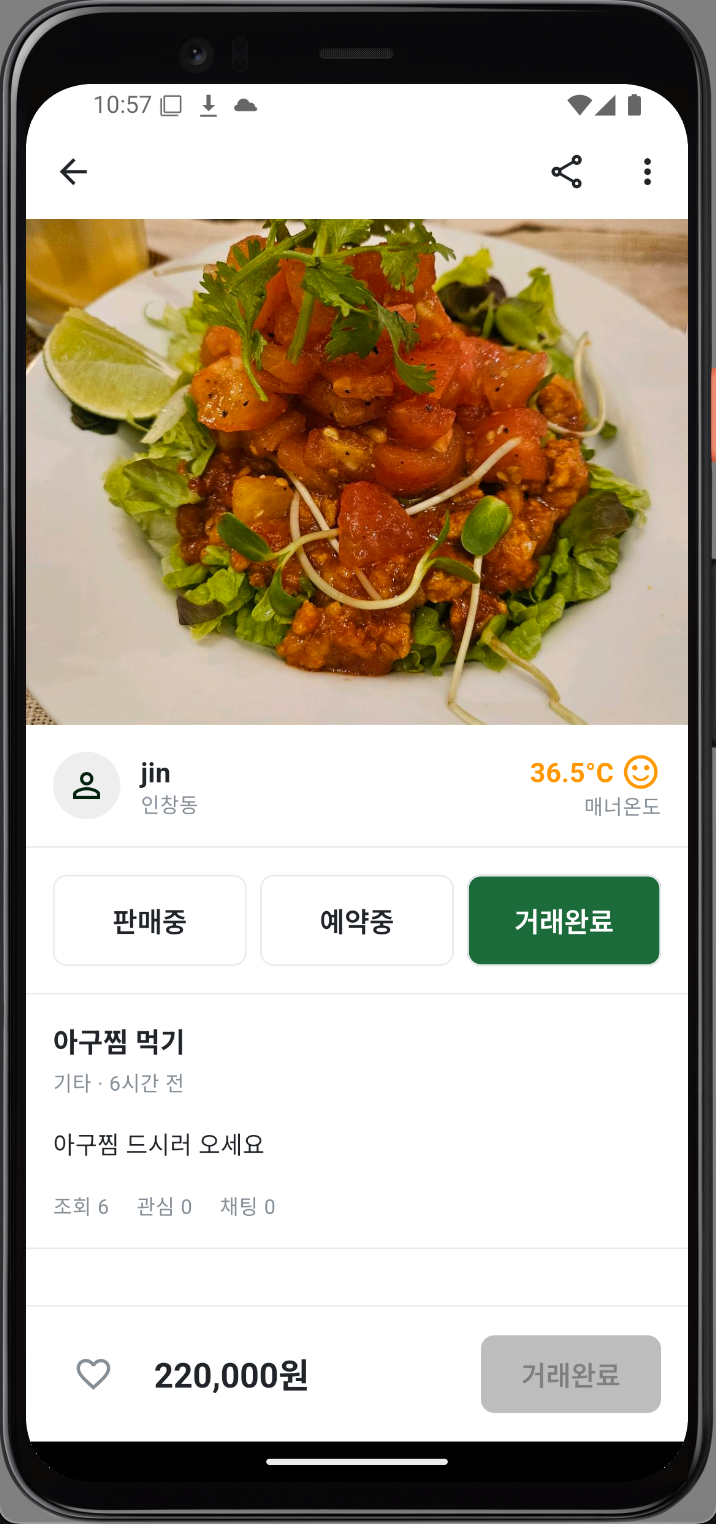 10:57
jin
36.5°C
인창동
매너온도
판매중
예약중
거래완료
아구찜 먹기
기타 · 6시간 전
아구찜 드시러 오세요
조회 6 관심 0 채팅 0
220,000원
거래완료